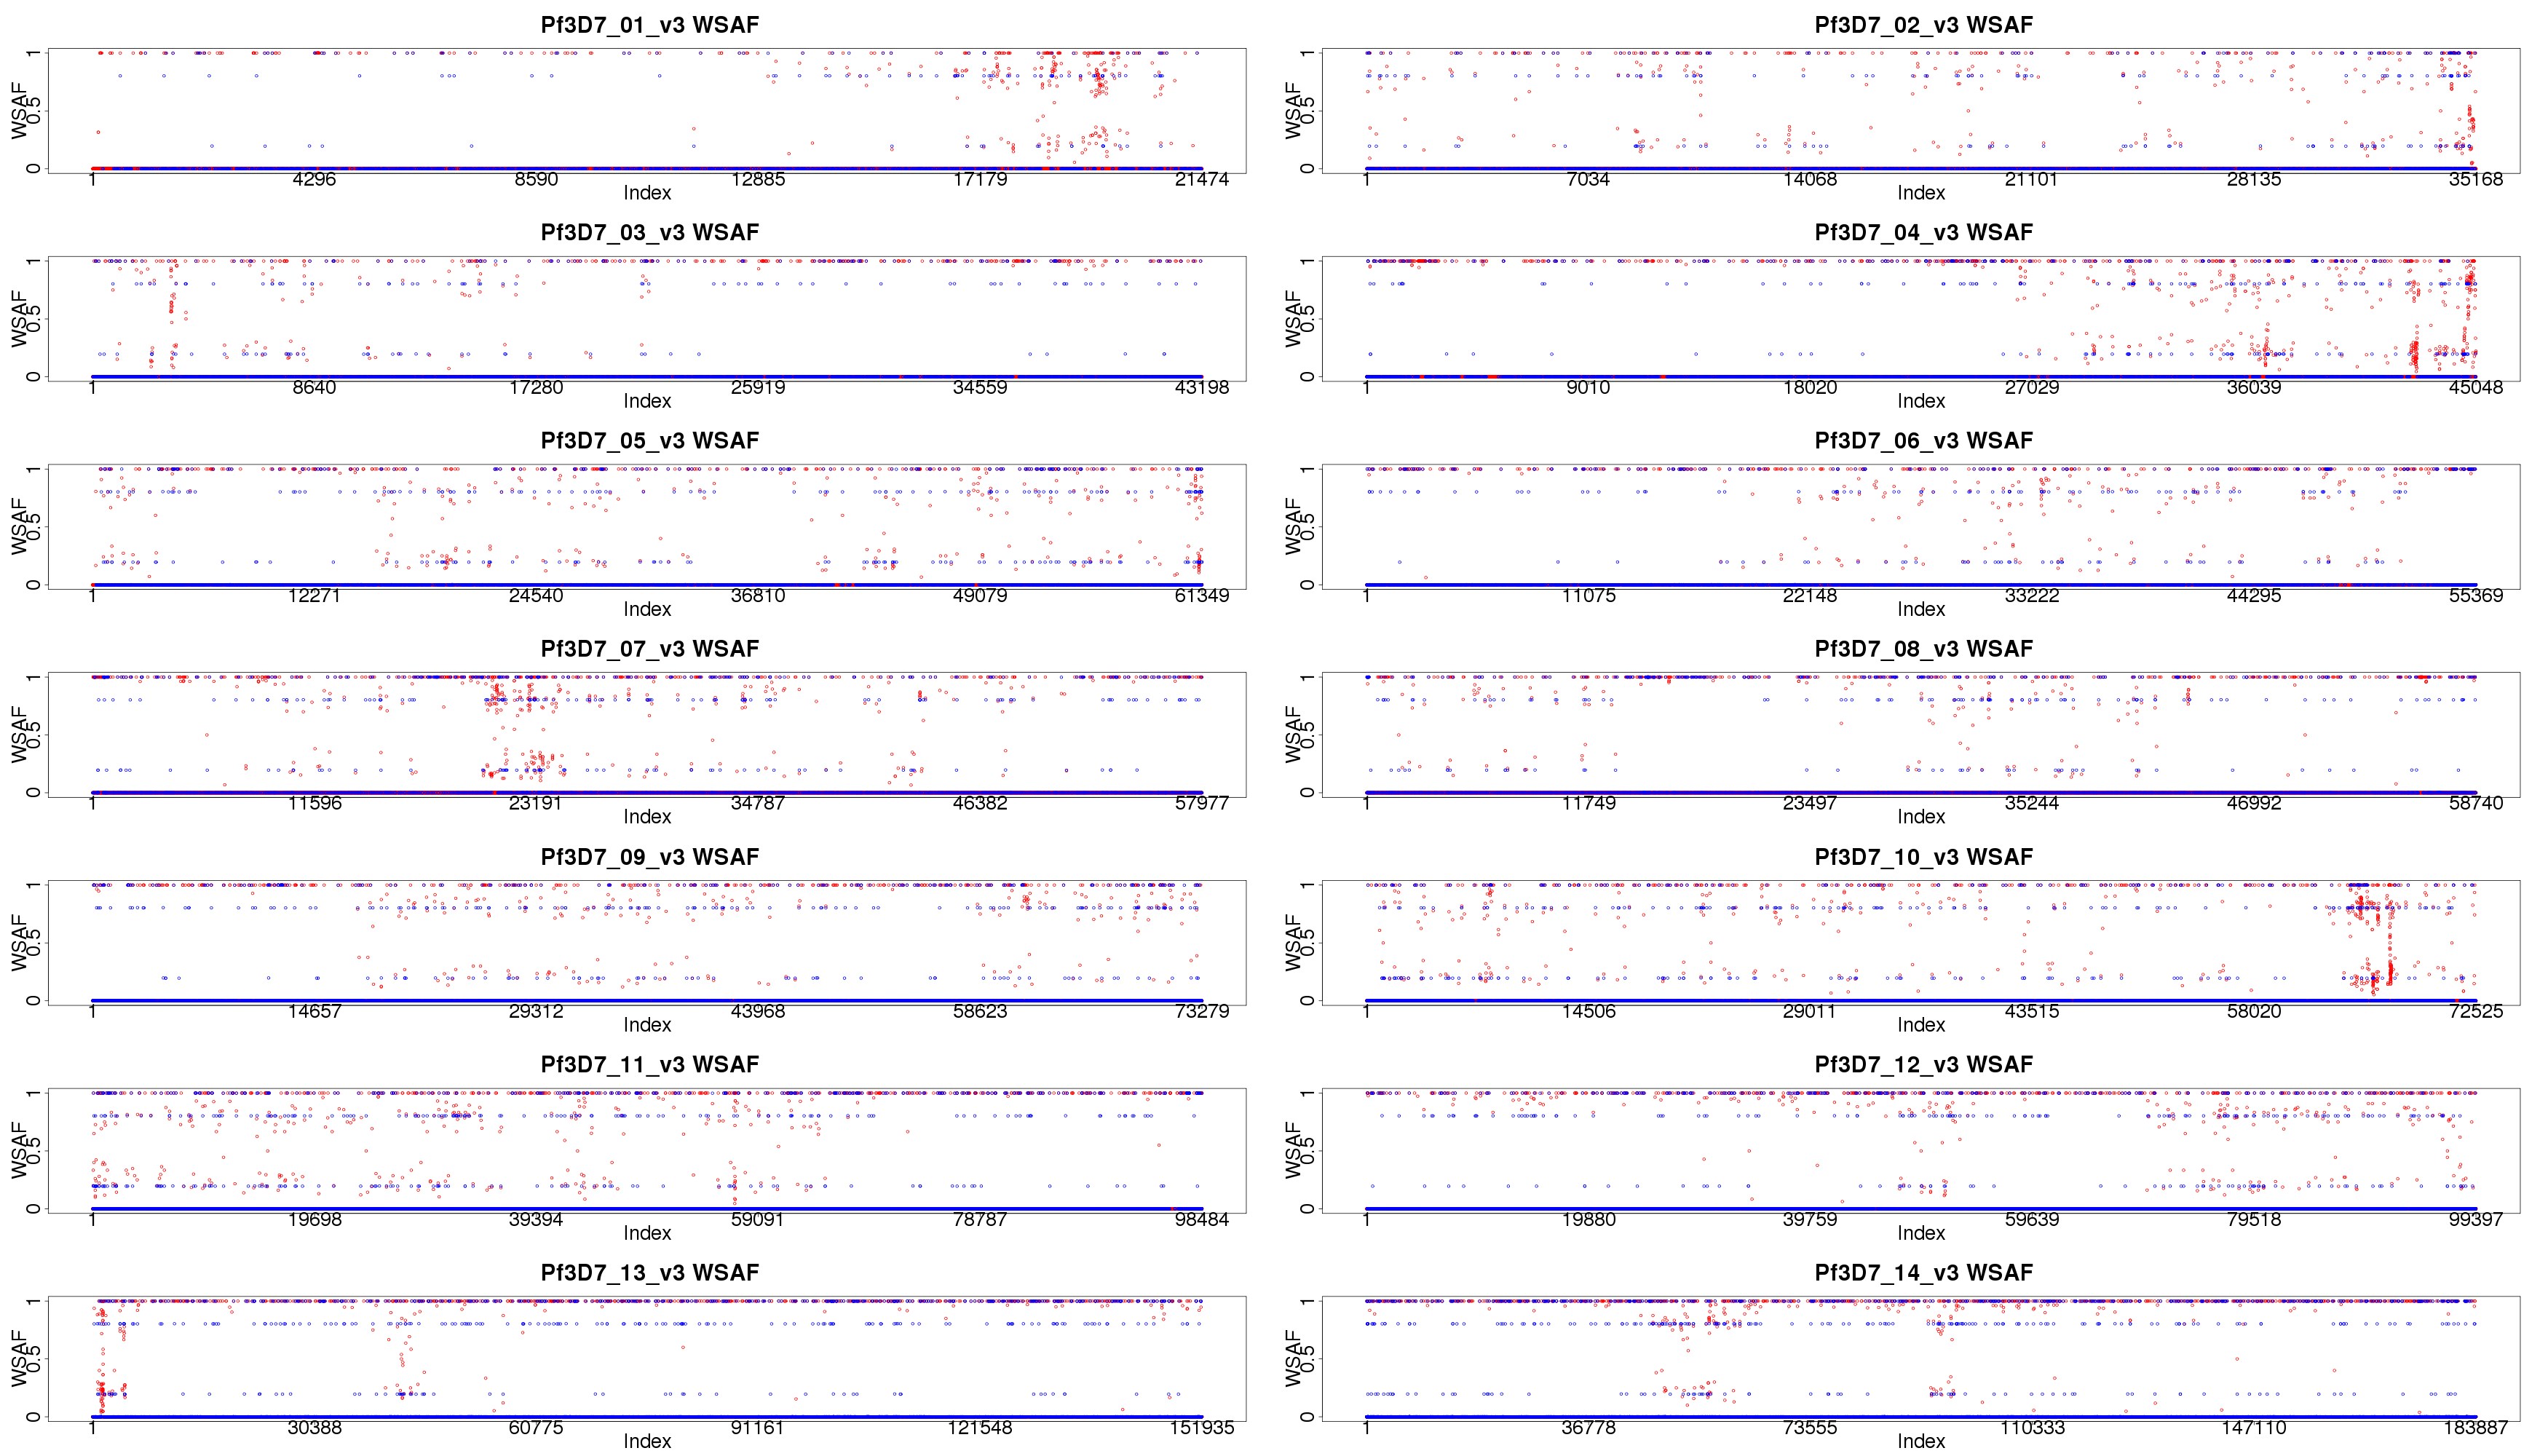 Pf3D7_01_v3 WSAF
WSAF
0 0.5 1
1 4296 8590 12885 17179 21474
Index
Pf3D7_02_v3 WSAF
WSAF
0 0.5 1
1 7034 14068 21101 28135 35168
Index
Pf3D7_03_v3 WSAF
WSAF
0 0.5 1
1 8640 17280 25919 34559 43198
Index
Pf3D7_04_v3 WSAF
WSAF
0 0.5 1
1 9010 18020 27029 36039 45048
Index
Pf3D7_05_v3 WSAF
WSAF
0 0.5 1
1 12271 24540 36810 49079 61349
Index
Pf3D7_06_v3 WSAF
WSAF
0 0.5 1
1 11075 22148 33222 44295 55369
Index
Pf3D7_07_v3 WSAF
WSAF
0 0.5 1
1 11596 23191 34787 46382 57977
Index
Pf3D7_08_v3 WSAF
WSAF
0 0.5 1
1 11749 23497 35244 46992 58740
Index
Pf3D7_09_v3 WSAF
WSAF
0 0.5 1
1 14657 29312 43968 58623 73279
Index
Pf3D7_10_v3 WSAF
WSAF
0 0.5 1
1 14506 29011 43515 58020 72525
Index
Pf3D7_11_v3 WSAF
WSAF
0 0.5 1
1 19698 39394 59091 78787 98484
Index
Pf3D7_12_v3 WSAF
WSAF
0 0.5 1
1 19880 39759 59639 79518 99397
Index
Pf3D7_13_v3 WSAF
WSAF
0 0.5 1
1 30388 60775 91161 121548 151935
Index
Pf3D7_14_v3 WSAF
WSAF
0 0.5 1
1 36778 73555 110333 147110 183887
Index